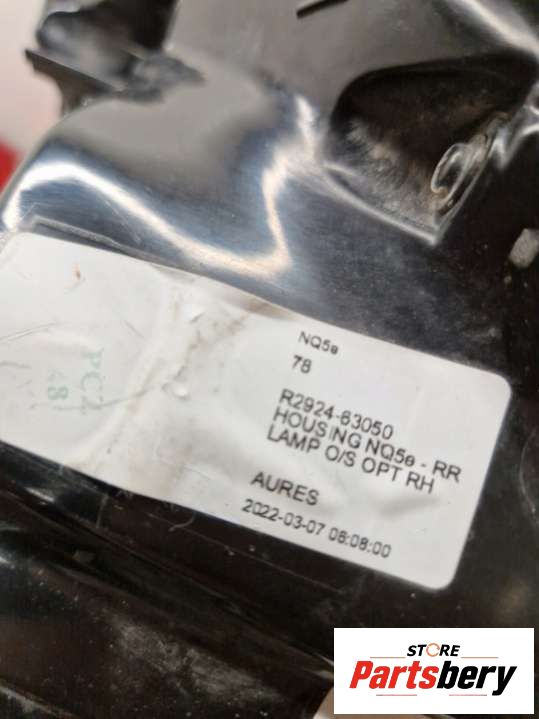 NQ5e
78
R2924-63050
HOUSING NQ5e - RR
LAMP O/S OPT RH
AURES
2022-03-07 08:08:00
PC2
8
STORE
Partsbery